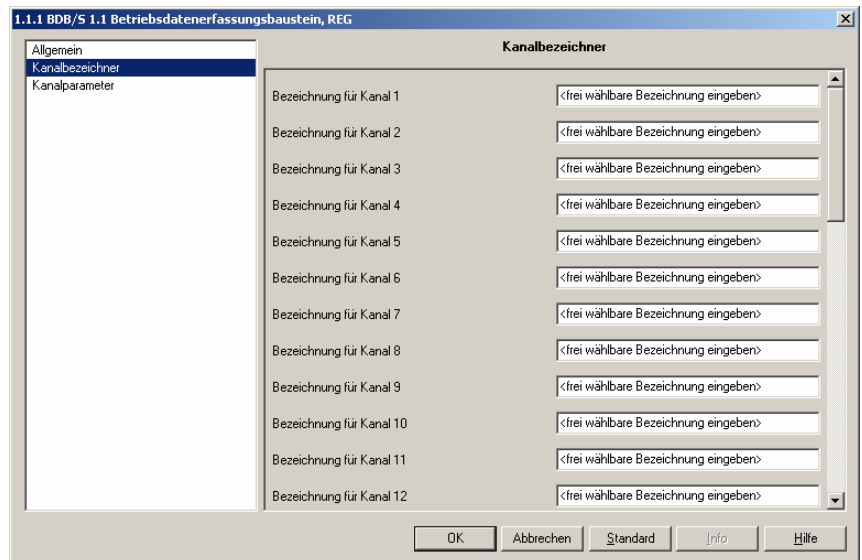 1.1.1 BDB/S 1.1 Betriebsdatenerfassungsbaustein, REG
Allgemein
Kanalbezeichner
Kanalparameter
Kanalbezeichner
Bezeichnung für Kanal 1 <frei wählbare Bezeichnung eingeben>
Bezeichnung für Kanal 2 <frei wählbare Bezeichnung eingeben>
Bezeichnung für Kanal 3 <frei wählbare Bezeichnung eingeben>
Bezeichnung für Kanal 4 <frei wählbare Bezeichnung eingeben>
Bezeichnung für Kanal 5 <frei wählbare Bezeichnung eingeben>
Bezeichnung für Kanal 6 <frei wählbare Bezeichnung eingeben>
Bezeichnung für Kanal 7 <frei wählbare Bezeichnung eingeben>
Bezeichnung für Kanal 8 <frei wählbare Bezeichnung eingeben>
Bezeichnung für Kanal 9 <frei wählbare Bezeichnung eingeben>
Bezeichnung für Kanal 10 <frei wählbare Bezeichnung eingeben>
Bezeichnung für Kanal 11 <frei wählbare Bezeichnung eingeben>
Bezeichnung für Kanal 12 <frei wählbare Bezeichnung eingeben>
OK Abbrechen Standard Info Hilfe